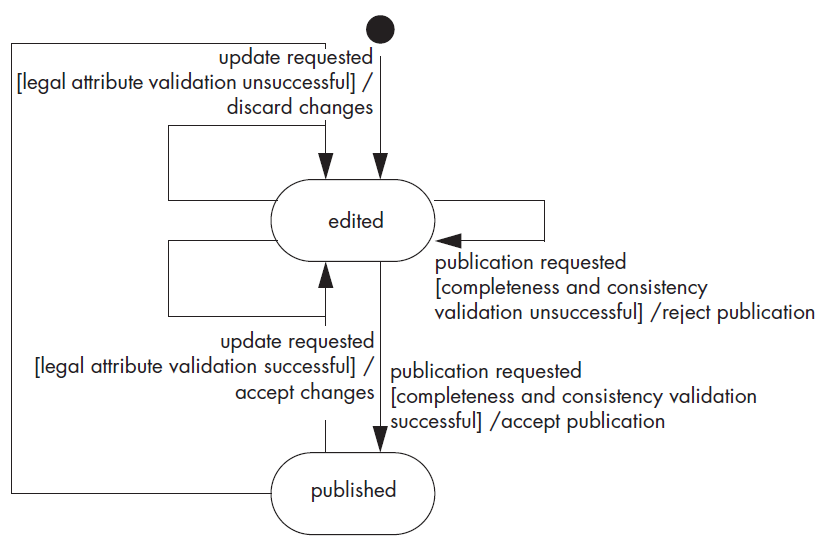 update requested
[legal attribute validation unsuccessful] /
discard changes
edited
publication requested
[completeness and consistency
validation unsuccessful] /reject publication
update requested
[legal attribute validation successful] /
accept changes
publication requested
[completeness and consistency validation
successful] /accept publication
published